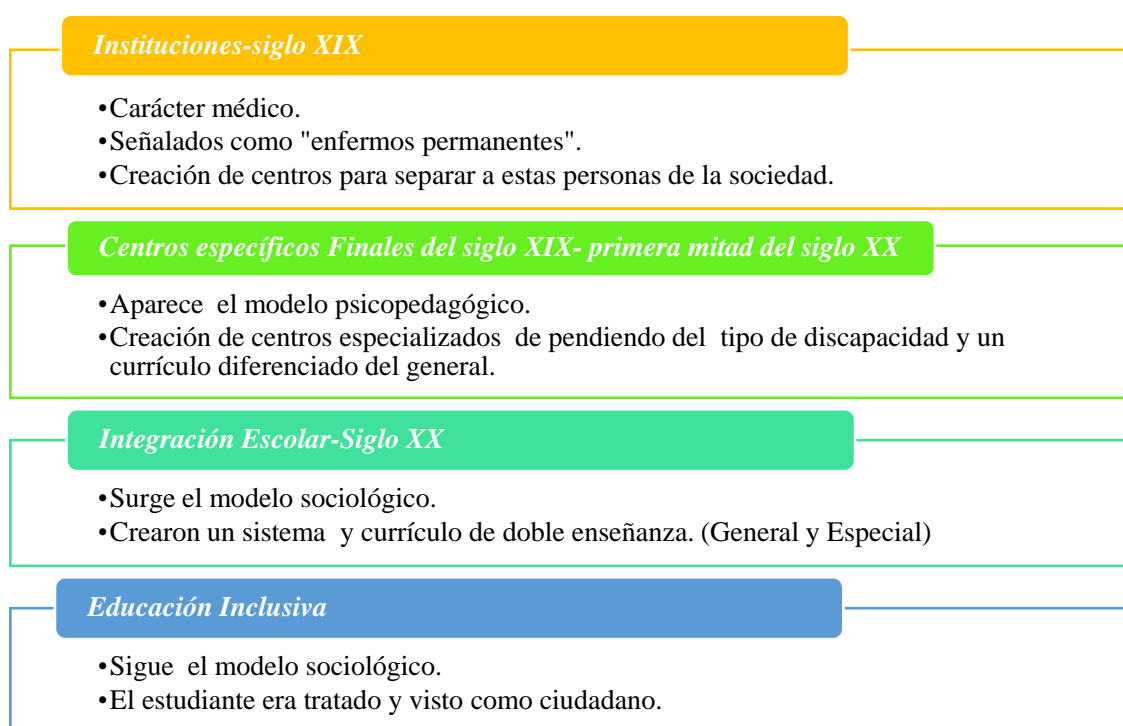 Instituciones-siglo XIX
•Carácter médico.
•Señalados como "enfermos permanentes".
•Creación de centros para separar a estas personas de la sociedad.
Centros específicos Finales del siglo XIX- primera mitad del siglo XX
•Aparece el modelo psicopedagógico.
•Creación de centros especializados de pendiendo del tipo de discapacidad y un
currículo diferenciado del general.
Integración Escolar-Siglo XX
•Surge el modelo sociológico.
•Crearon un sistema y currículo de doble enseñanza. (General y Especial)
Educación Inclusiva
•Sigue el modelo sociológico.
•El estudiante era tratado y visto como ciudadano.